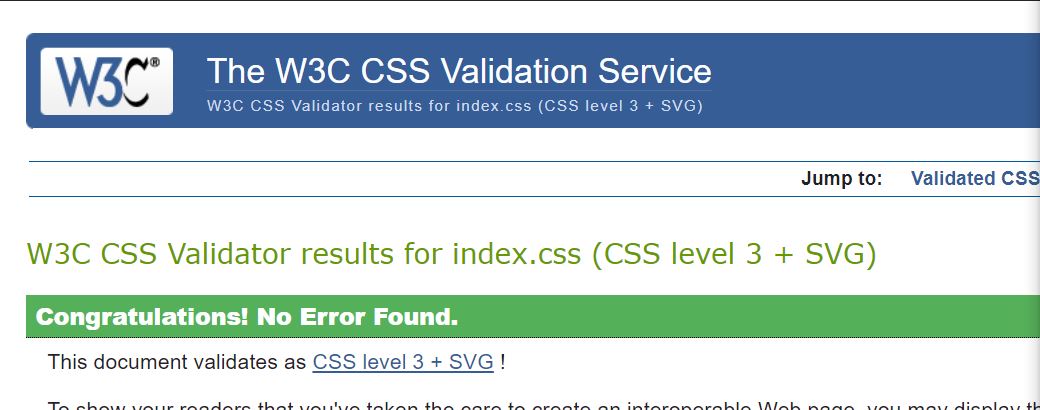 W3C®
The W3C CSS Validation Service
W3C CSS Validator results for index.css (CSS level 3 + SVG)
Jump to: Validated CSS
W3C CSS Validator results for index.css (CSS level 3 + SVG)
Congratulations! No Error Found.
This document validates as CSS level 3 + SVG !
To show your readers that you've taken the care to create an interoperable Web page, you may display